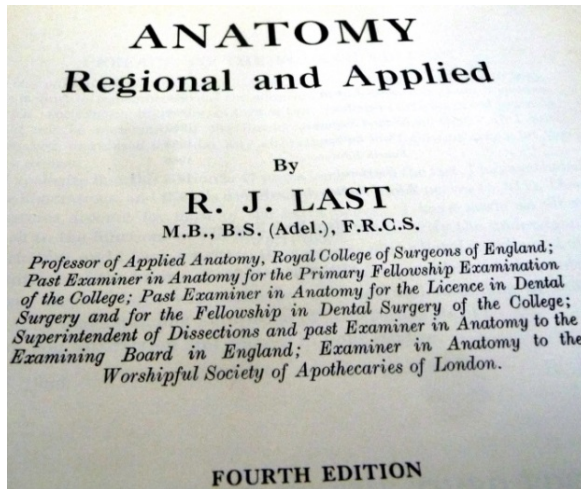 ANATOMY
Regional and Applied
By
R. J. LAST
M.B., B.S. (Adel.), F.R.C.S.
Professor of Applied Anatomy, Royal College of Surgeons of England;
Past Examiner in Anatomy for the Primary Fellowship Examination
of the College; Past Examiner in Anatomy for the Licence in Dental
Surgery and for the Fellowship in Dental Surgery of the College;
Superintendent of Dissections and past Examiner in Anatomy to the
Examining Board in England; Examiner in Anatomy to the
Worshipful Society of Apothecaries of London.
FOURTH EDITION